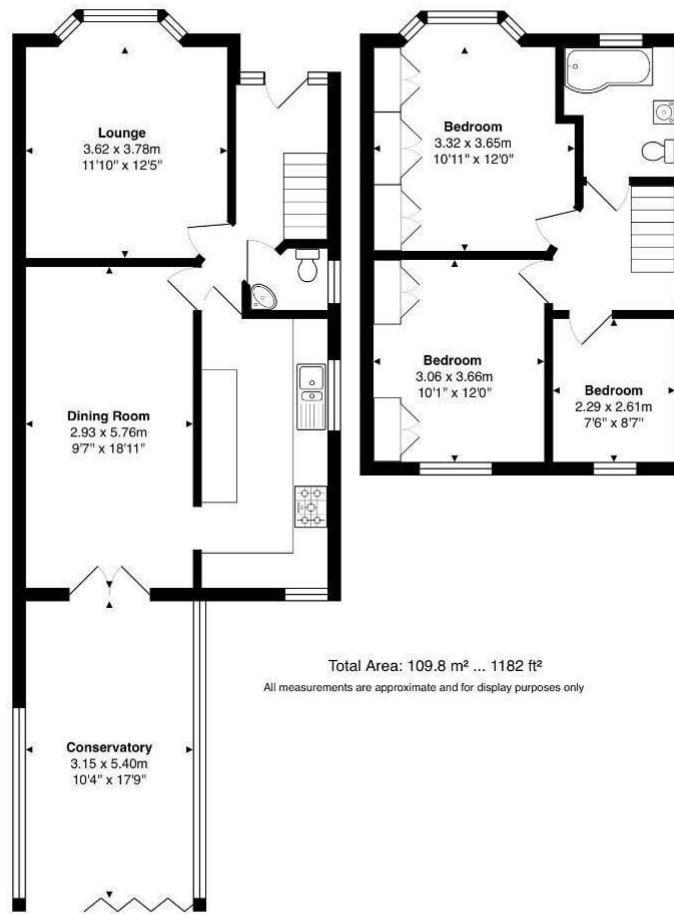 Lounge
3.62 x 3.78m
11'10" x 12'5"
Bedroom
3.32 x 3.65m
10'11" x 12'0"
Dining Room
2.93 x 5.76m
9'7" x 18'11"
Bedroom
3.06 x 3.66m
10'1" x 12'0"
Bedroom
2.29 x 2.61m
7'6" x 8'7"
Conservatory
3.15 x 5.40m
10'4" x 17'9"
Total Area: 109.8 m² ... 1182 ft²
All measurements are approximate and for display purposes only